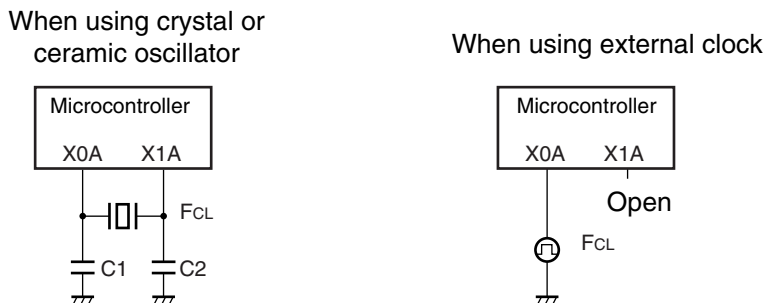 When using crystal or
ceramic oscillator
Microcontroller
X0A X1A
FCL
C1 C2
When using external clock
Microcontroller
X0A X1A
Open
FCL